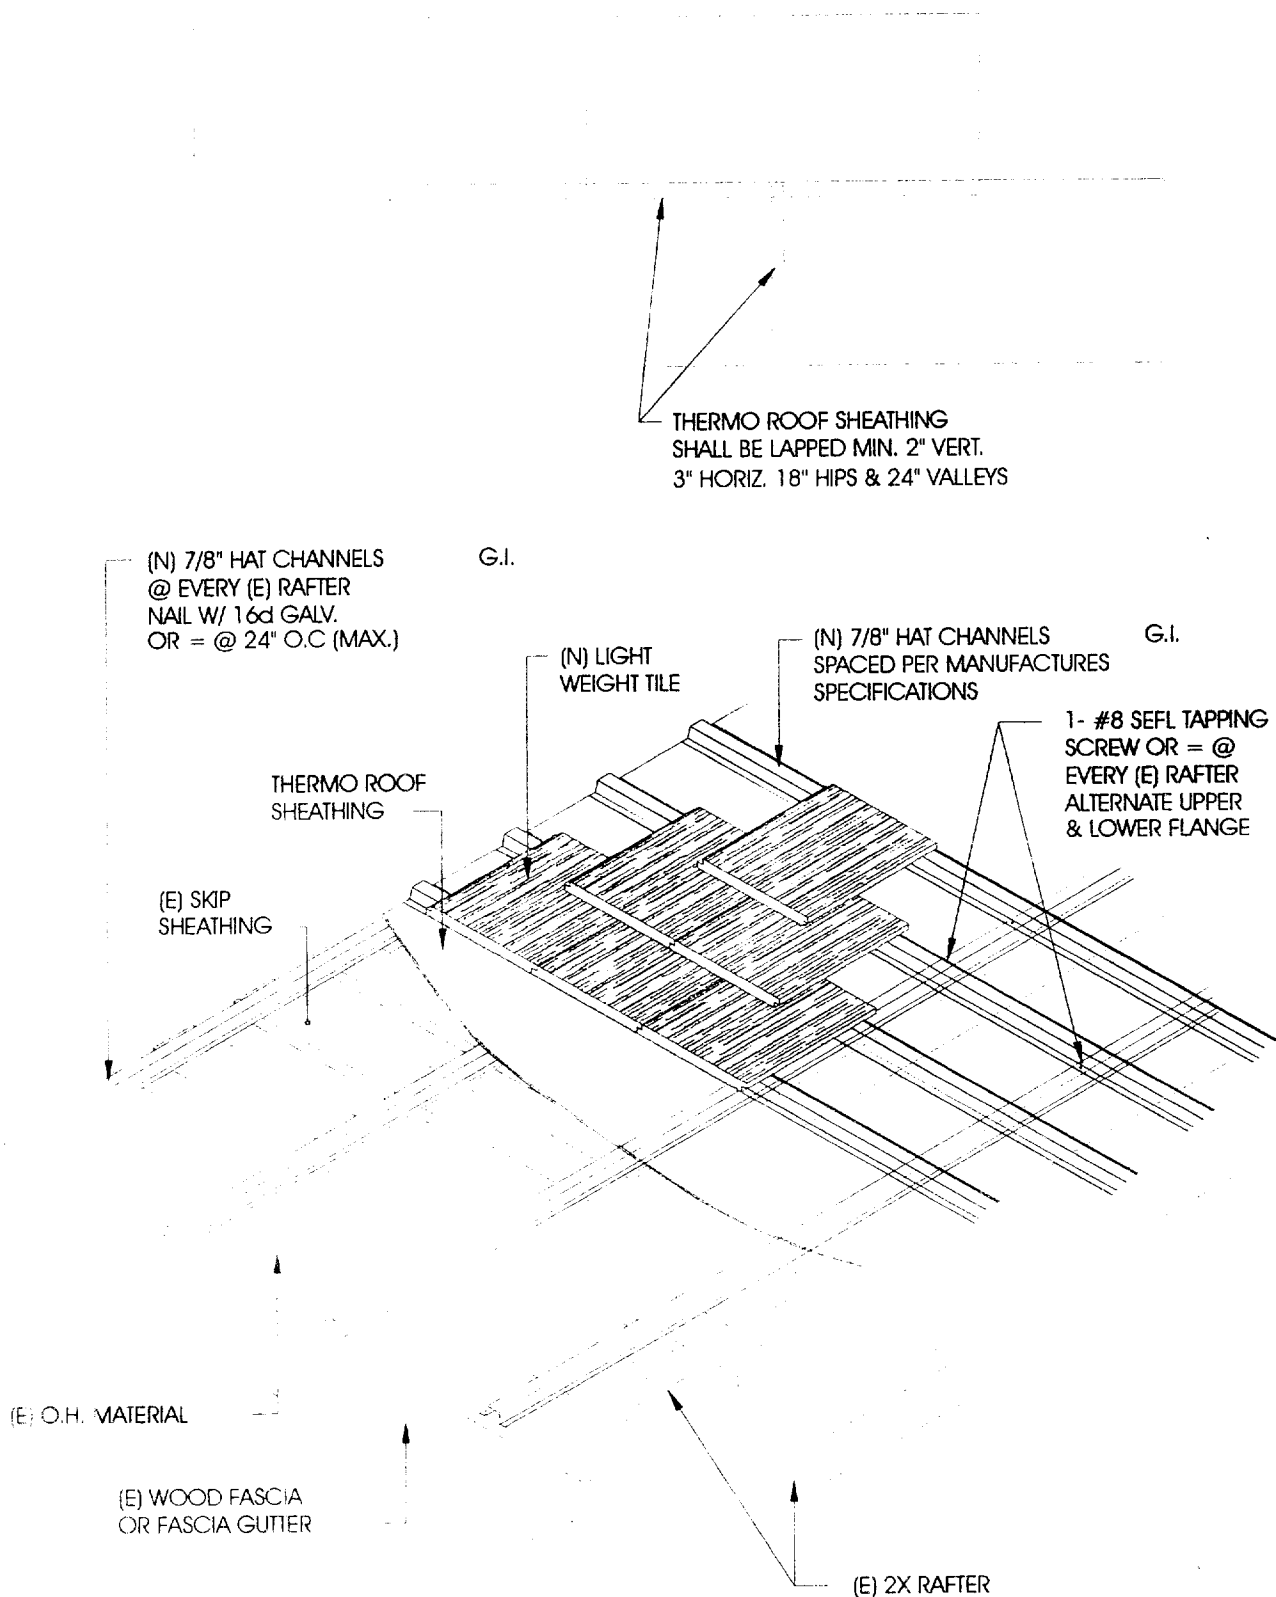 THERMO ROOF SHEATHING
SHALL BE LAPPED MIN. 2" VERT.
3" HORIZ. 18" HIPS & 24" VALLEYS
(N) 7/8" HAT CHANNELS G.I.
@ EVERY (E) RAFTER
NAIL W/ 16d GALV.
OR = @ 24" O.C (MAX.)
(N) LIGHT
WEIGHT TILE
(N) 7/8" HAT CHANNELS G.I.
SPACED PER MANUFACTURES
SPECIFICATIONS
1- #8 SEFL TAPPING
SCREW OR = @
EVERY (E) RAFTER
ALTERNATE UPPER
& LOWER FLANGE
THERMO ROOF
SHEATHING
(E) SKIP
SHEATHING
(E) O.H. MATERIAL
(E) WOOD FASCIA
OR FASCIA GUTTER
(E) 2X RAFTER